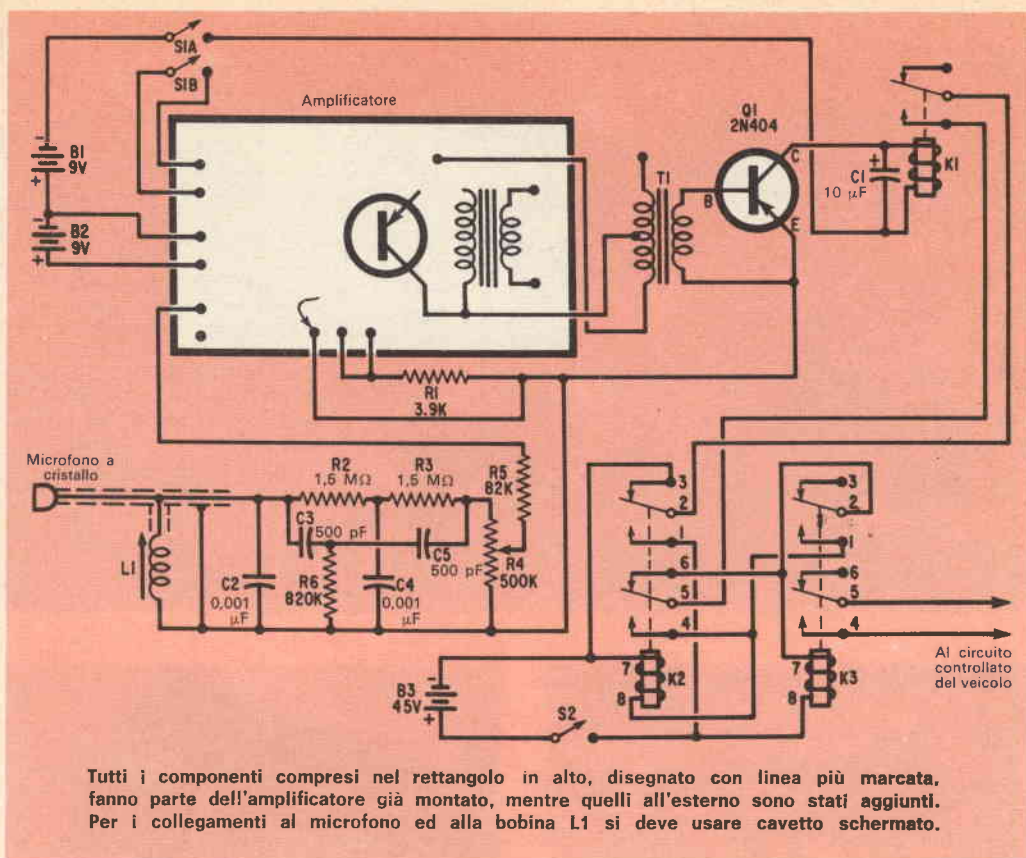 S1A
S1B
Amplificatore
Q1
2N404
B1
9V
B2
9V
T1
B
C
E
C1
10 µF
K1
R1
3.9K
Microfono a
cristallo
R2
1,5 MΩ
R3
1,5 MΩ
R5
82K
C3
500 pF
C5
500 pF
R4
500K
L1
C2
0,001
µF
R6
820K
C4
0,001
µF
3
2
1
6
5
4
7
8
K2
3
2
1
6
5
4
7
8
K3
B3
45V
S2
Al circuito
controllato
del veicolo
Tutti i componenti compresi nel rettangolo in alto, disegnato con linea più marcata,
fanno parte dell'amplificatore già montato, mentre quelli all'esterno sono stati aggiunti.
Per i collegamenti al microfono ed alla bobina L1 si deve usare cavetto schermato.